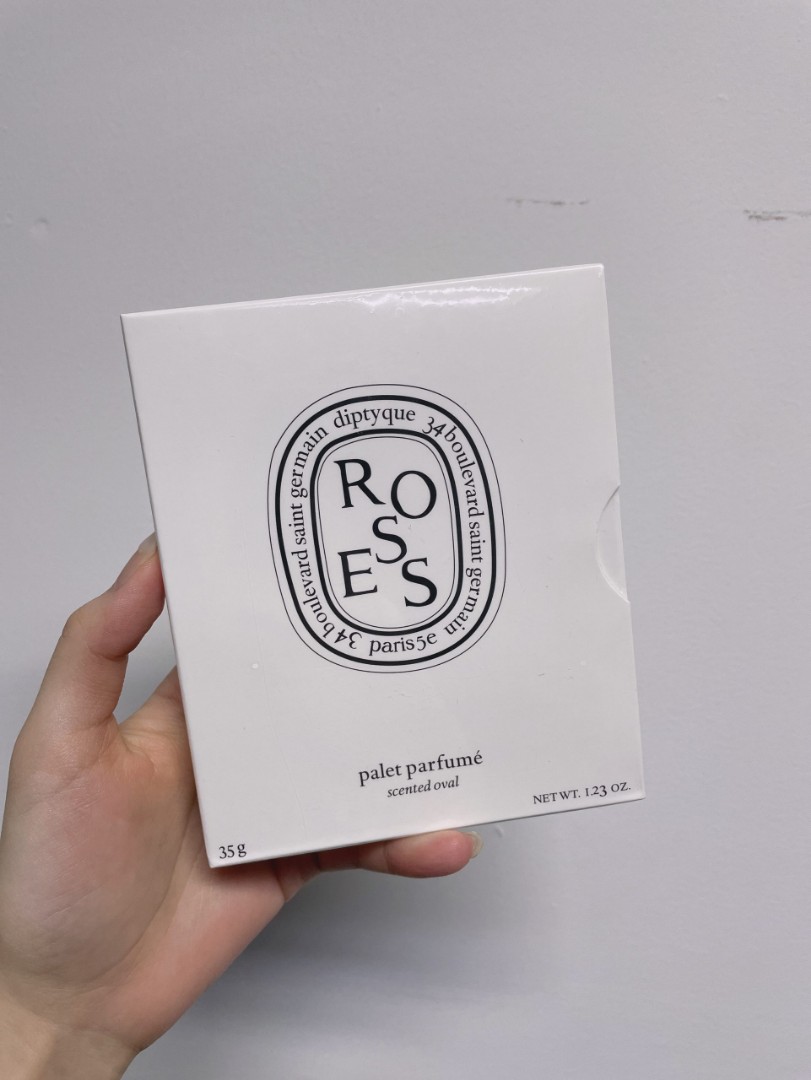 diptyque
34 boulevard saint germain
paris 5e
34 boulevard saint germain
R O
S
E S
palet parfumé
scented oval
35 g
NET WT. 1.23 OZ.